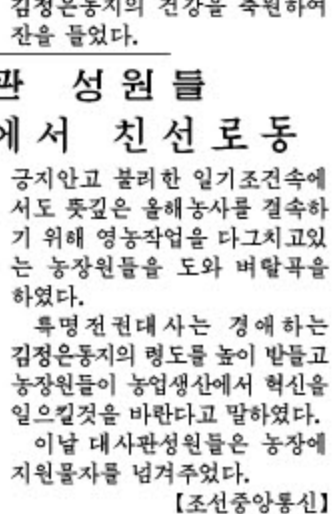 김정은동지의 건강을 축원하여
잔을 들었다.
관 성원들
에서 친선로동
긍지안고 불리한 일기조건속에
서도 뜻깊은 올해농사를 결속하
기 위해 영농작업을 다그치고있
는 농장원들을 도와 벼탈곡을
하였다.
특명전권대사는 경애하는
김정은동지의 령도를 높이 받들고
농장원들이 농업생산에서 혁신을
일으킬것을 바란다고 말하였다.
이날 대사관성원들은 농장에
지원물자를 넘겨주었다.
【조선중앙통신】